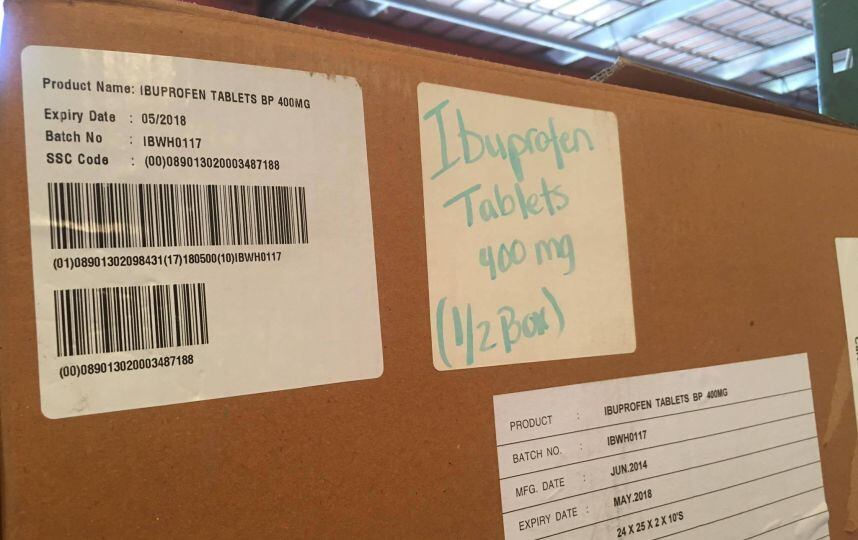 Product Name: IBUPROFEN TABLETS BP 400MG
Expiry Date : 05/2018
Batch No : IBWH0117
SSC Code : (00)089013020003487188
(01)08901302098431(17)180500(10)IBWH0117
(00)089013020003487188
Ibuprofen
Tablets
400 mg
(1/2 Box)
PRODUCT : IBUPROFEN TABLETS BP 400MG
BATCH NO. : IBWH0117
MFG. DATE : JUN.2014
EXPIRY DATE : MAY.2018
24 X 25 X 2 X 10'S